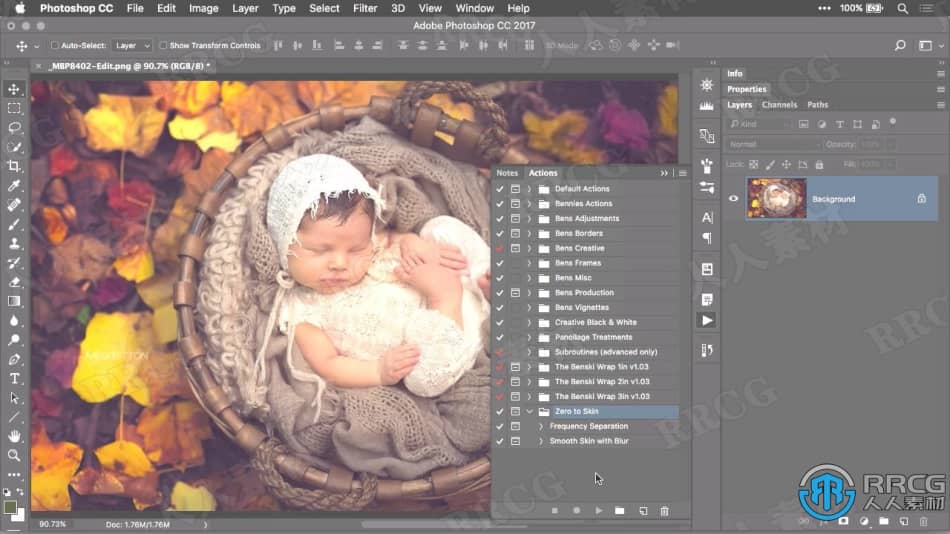 Photoshop CC File Edit Image Layer Type Select Filter 3D View Window Help 100%
Adobe Photoshop CC 2017
Auto-Select: Layer Show Transform Controls 3D Mode
_MBP8402-Edit.png @ 90.7% (RGB/8) *
Info
Properties
Layers Channels Paths
Kind
Normal Opacity: 100%
Lock: Fill: 100%
Background
Notes Actions
Default Actions
Bennies Actions
Bens Adjustments
Bens Borders
Bens Creative
Bens Frames
Bens Misc
Bens Production
Bens Vignettes
Creative Black & White
Panollage Treatments
Subroutines (advanced only)
The Benski Wrap 1in v1.03
The Benski Wrap 2in v1.03
The Benski Wrap 3in v1.03
Zero to Skin
Frequency Separation
Smooth Skin with Blur
90.73% Doc: 1.76M/1.76M
RRCG
人人素材